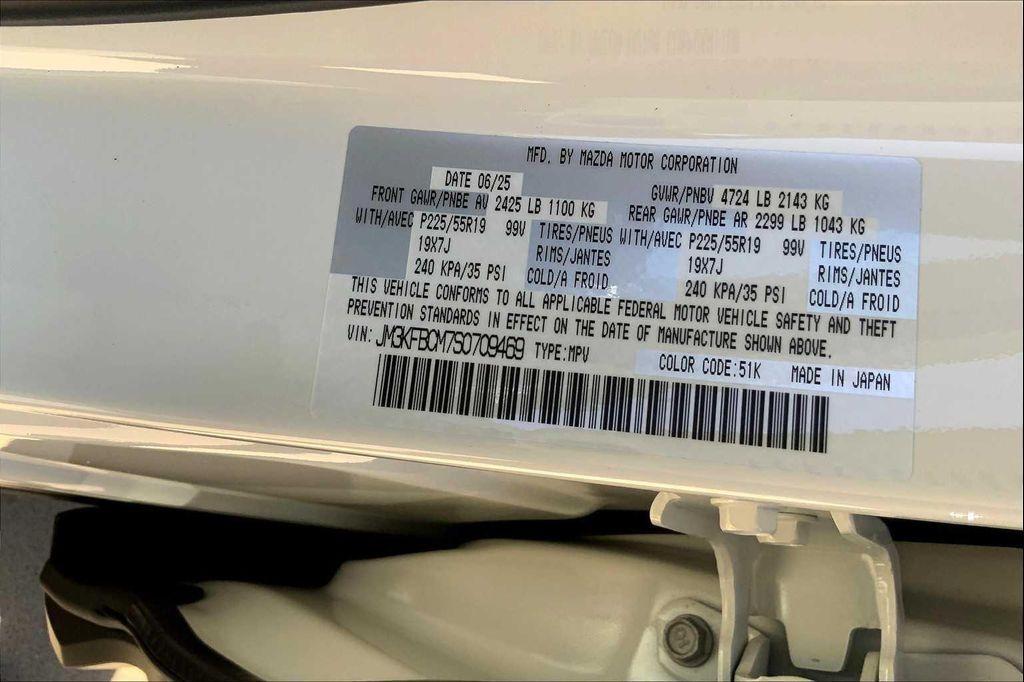 MFD. BY MAZDA MOTOR CORPORATION
DATE 06/25 GVWR/PNBV 4724 LB 2143 KG
FRONT GAWR/PNBE AV 2425 LB 1100 KG REAR GAWR/PNBE AR 2299 LB 1043 KG
WITH/AVEC P225/55R19 99V TIRES/PNEUS WITH/AVEC P225/55R19 99V TIRES/PNEUS
19X7J RIMS/JANTES 19X7J RIMS/JANTES
240 KPA/35 PSI COLD/A FROID 240 KPA/35 PSI COLD/A FROID
THIS VEHICLE CONFORMS TO ALL APPLICABLE FEDERAL MOTOR VEHICLE SAFETY AND THEFT
PREVENTION STANDARDS IN EFFECT ON THE DATE OF MANUFACTURE SHOWN ABOVE.
VIN: JM3KFBCM7S0709469 TYPE:MPV
COLOR CODE:51K MADE IN JAPAN